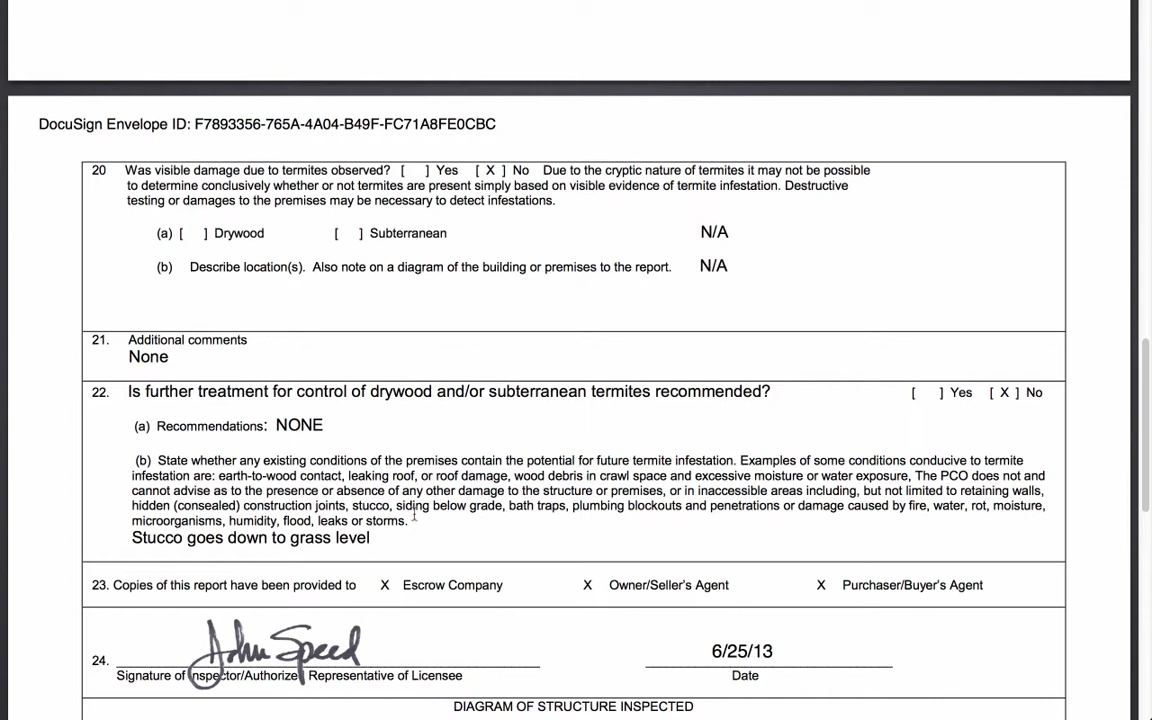 DocuSign Envelope ID: F7893356-765A-4A04-B49F-FC71A8FE0CBC
20 Was visible damage due to termites observed? [ ] Yes [ X ] No Due to the cryptic nature of termites it may not be possible
to determine conclusively whether or not termites are present simply based on visible evidence of termite infestation. Destructive
testing or damages to the premises may be necessary to detect infestations.
(a) [ ] Drywood [ ] Subterranean N/A
(b) Describe location(s). Also note on a diagram of the building or premises to the report. N/A
21. Additional comments
None
22. Is further treatment for control of drywood and/or subterranean termites recommended? [ ] Yes [ X ] No
(a) Recommendations: NONE
(b) State whether any existing conditions of the premises contain the potential for future termite infestation. Examples of some conditions conducive to termite
infestation are: earth-to-wood contact, leaking roof, or roof damage, wood debris in crawl space and excessive moisture or water exposure, The PCO does not and
cannot advise as to the presence or absence of any other damage to the structure or premises, or in inaccessible areas including, but not limited to retaining walls,
hidden (consealed) construction joints, stucco, siding below grade, bath traps, plumbing blockouts and penetrations or damage caused by fire, water, rot, moisture,
microorganisms, humidity, flood, leaks or storms.
Stucco goes down to grass level
23. Copies of this report have been provided to X Escrow Company X Owner/Seller's Agent X Purchaser/Buyer's Agent
John Speed 6/25/13
24.
Signature of Inspector/Authorized Representative of Licensee Date
DIAGRAM OF STRUCTURE INSPECTED